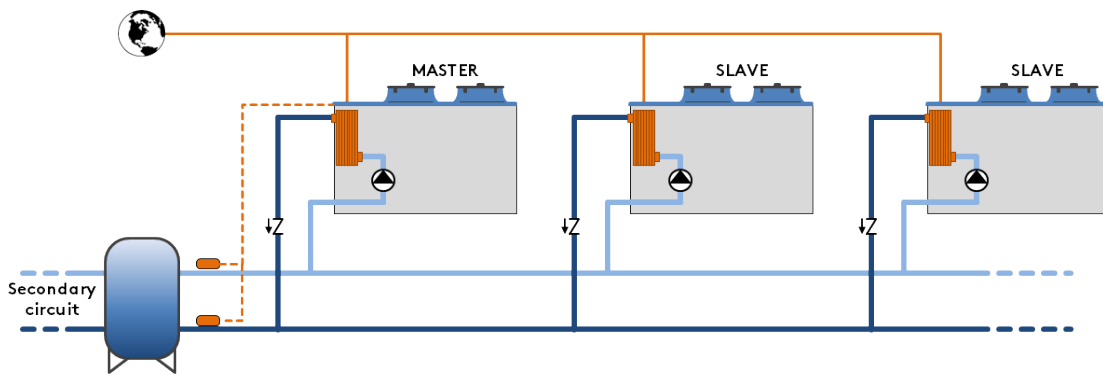 MASTER
SLAVE
SLAVE
Secondary
circuit